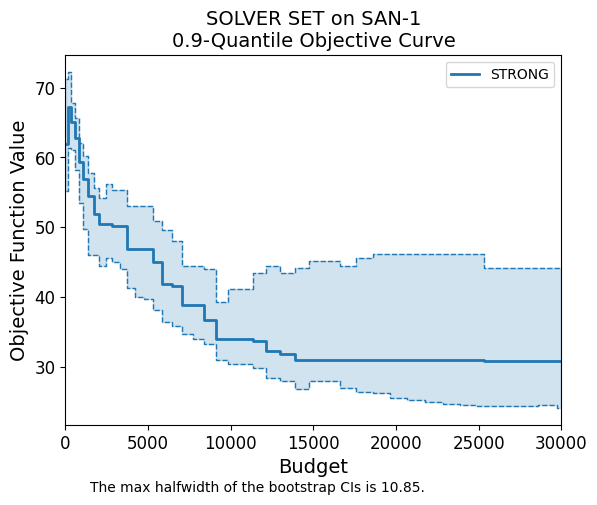 SOLVER SET on SAN-1
0.9-Quantile Objective Curve
STRONG
Objective Function Value
70
60
50
40
30
0 5000 10000 15000 20000 25000 30000
Budget
The max halfwidth of the bootstrap CIs is 10.85.